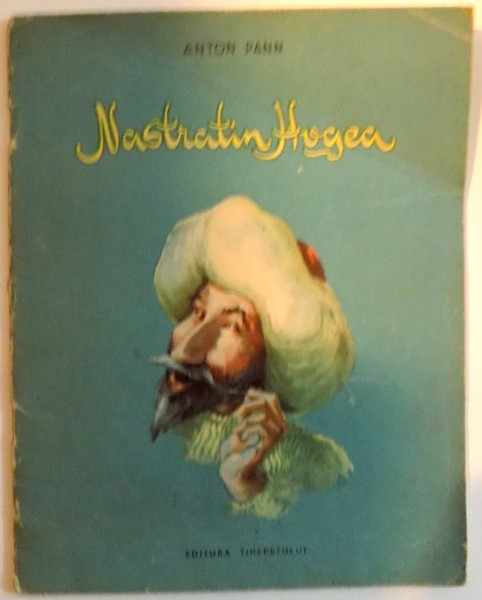 ANTON PANN
Nastratin Hogea
EDITURA TINERETULUI